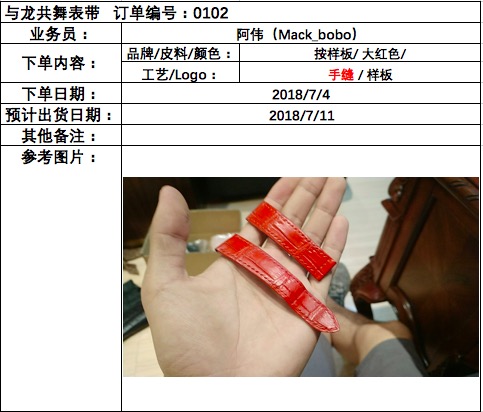 与龙共舞表带 订单编号：0102
业务员： 阿伟（Mack_bobo）
下单内容： 品牌/皮料/颜色： 按样板/ 大红色/
工艺/Logo： 手缝 / 样板
下单日期： 2018/7/4
预计出货日期： 2018/7/11
其他备注：
参考图片：